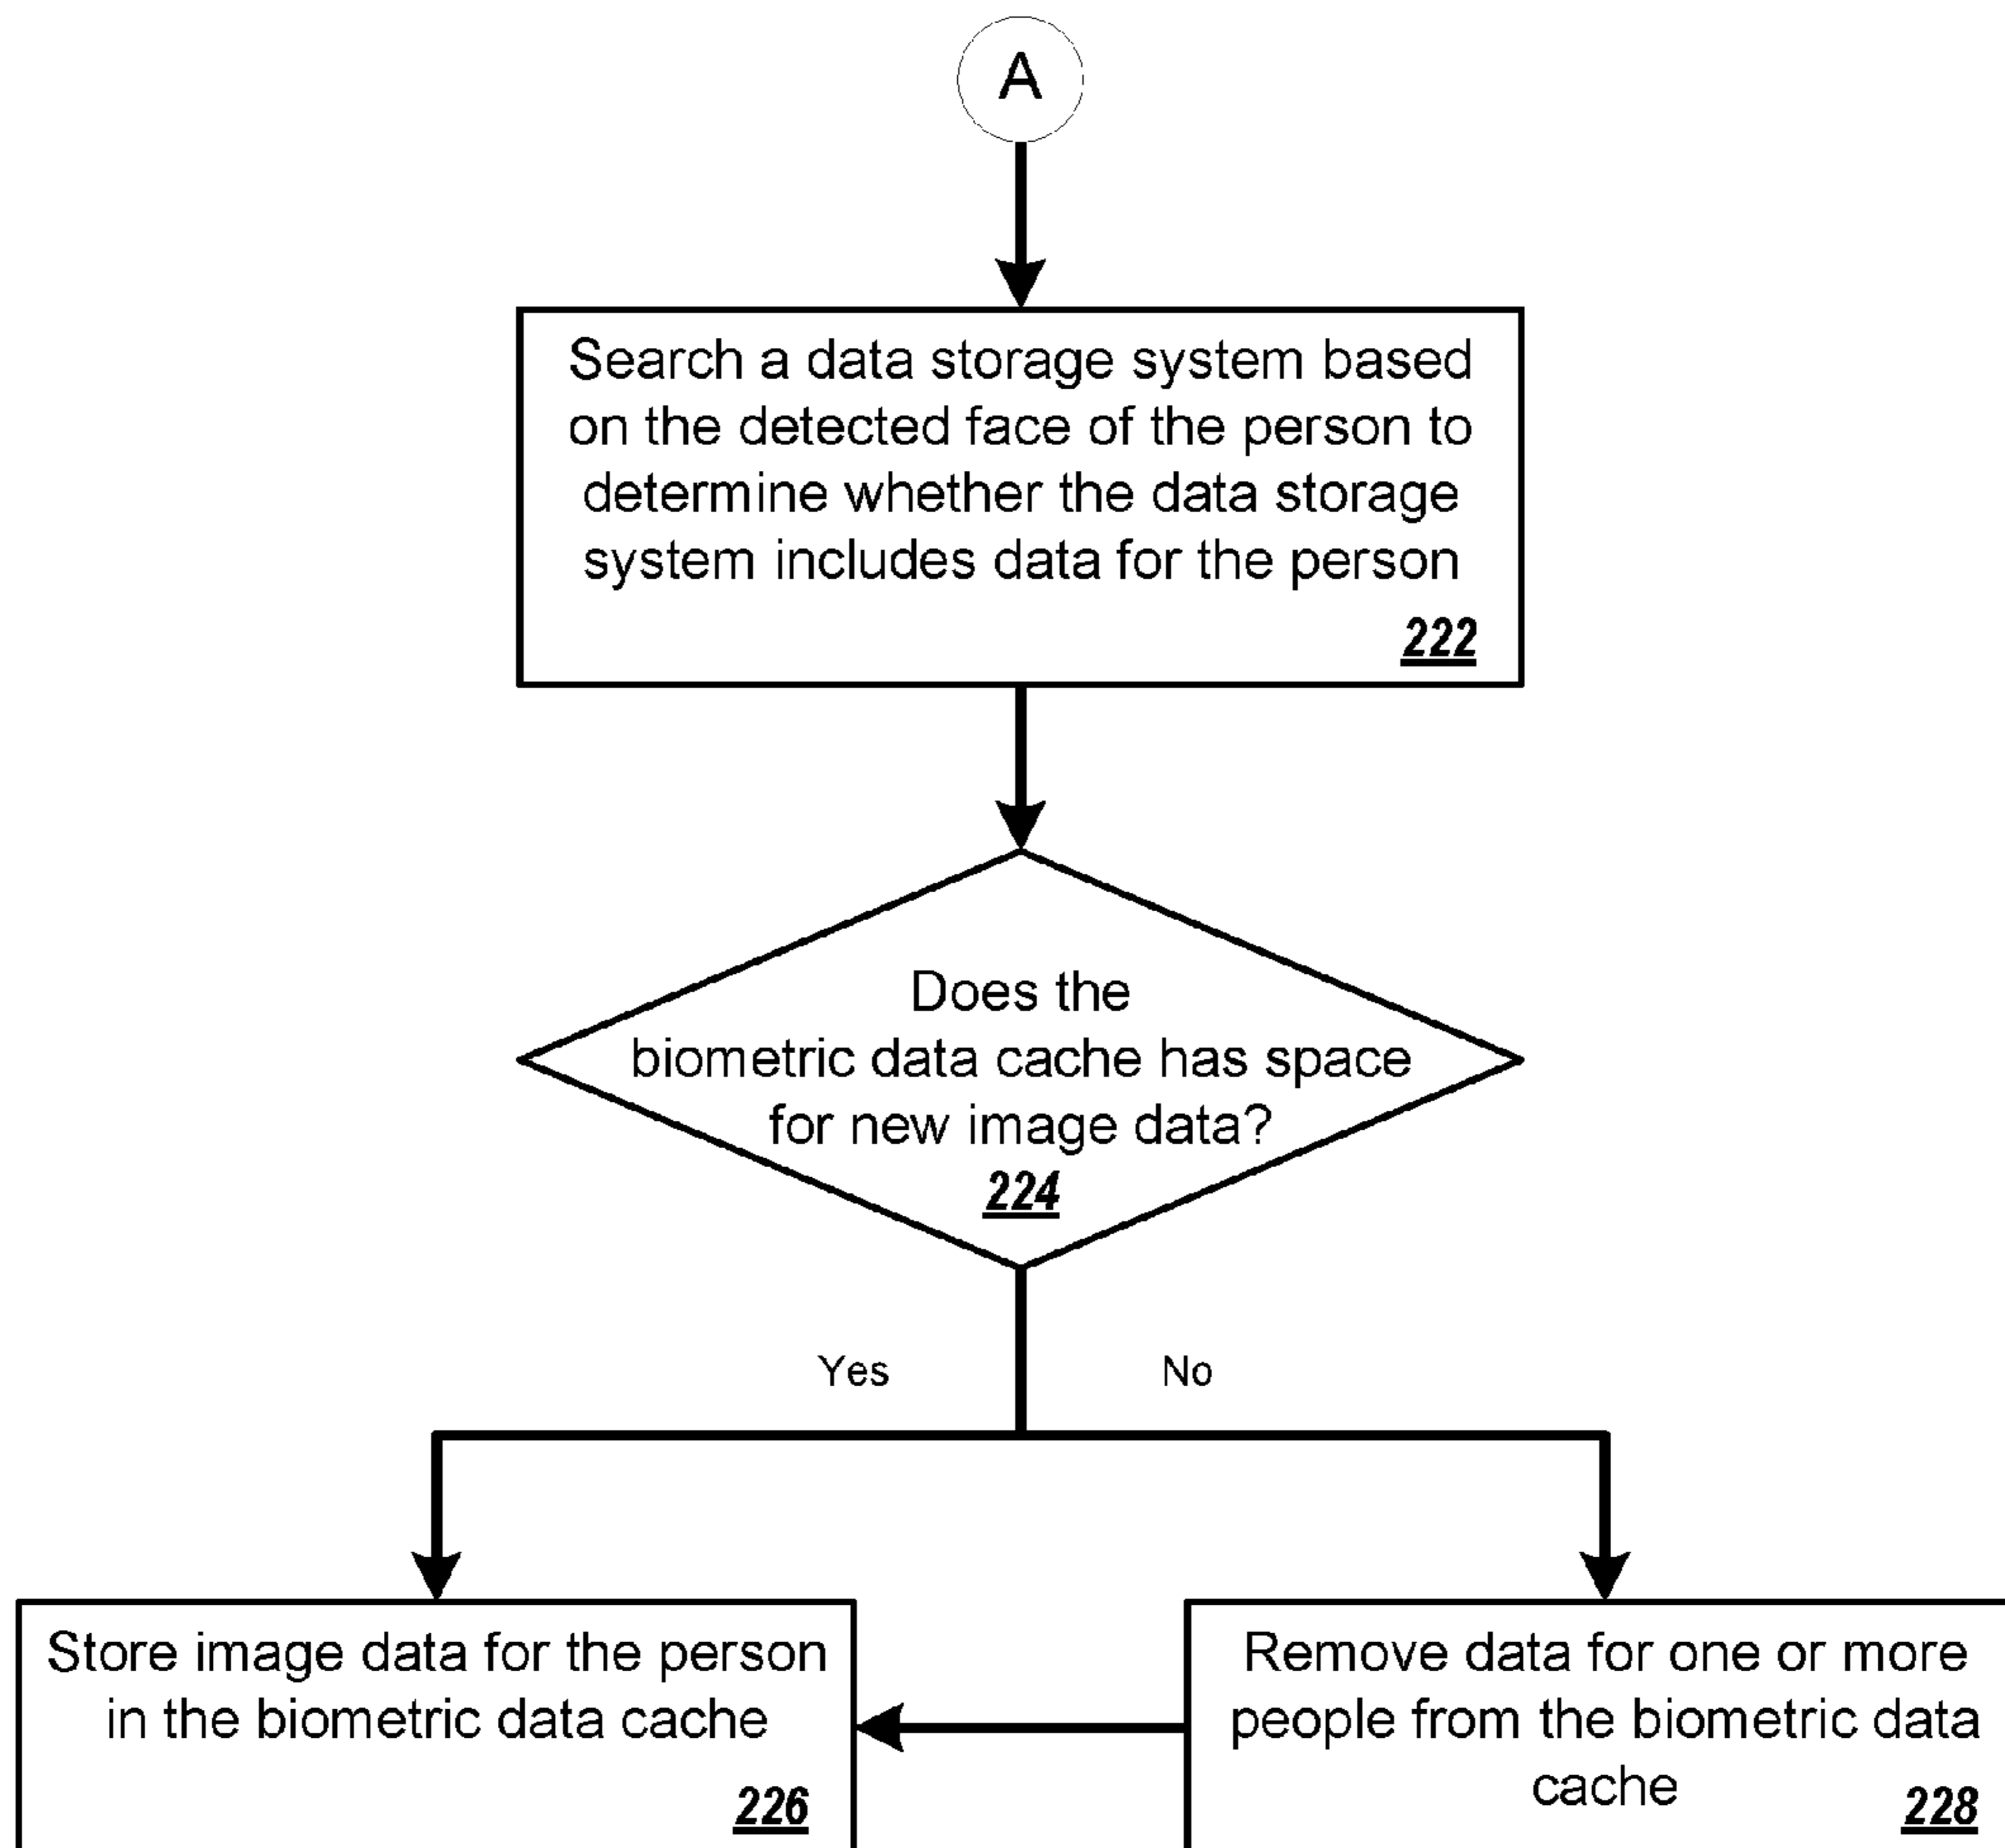 A
Search a data storage system based
on the detected face of the person to
determine whether the data storage
system includes data for the person
222
Does the
biometric data cache has space
for new image data?
224
Yes
No
Store image data for the person
in the biometric data cache
226
Remove data for one or more
people from the biometric data
cache
228